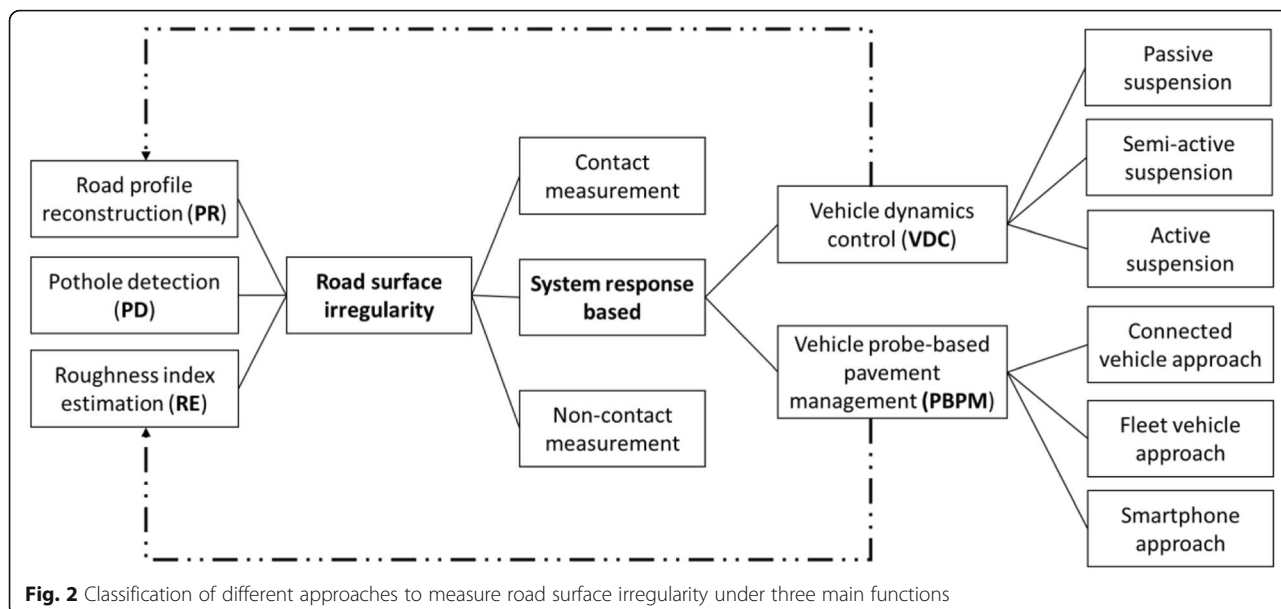 Road profile
reconstruction (PR)
Pothole detection
(PD)
Roughness index
estimation (RE)
Road surface
irregularity
Contact
measurement
System response
based
Non-contact
measurement
Vehicle dynamics
control (VDC)
Vehicle probe-based
pavement
management (PBPM)
Passive
suspension
Semi-active
suspension
Active
suspension
Connected
vehicle approach
Fleet vehicle
approach
Smartphone
approach
Fig. 2 Classification of different approaches to measure road surface irregularity under three main functions